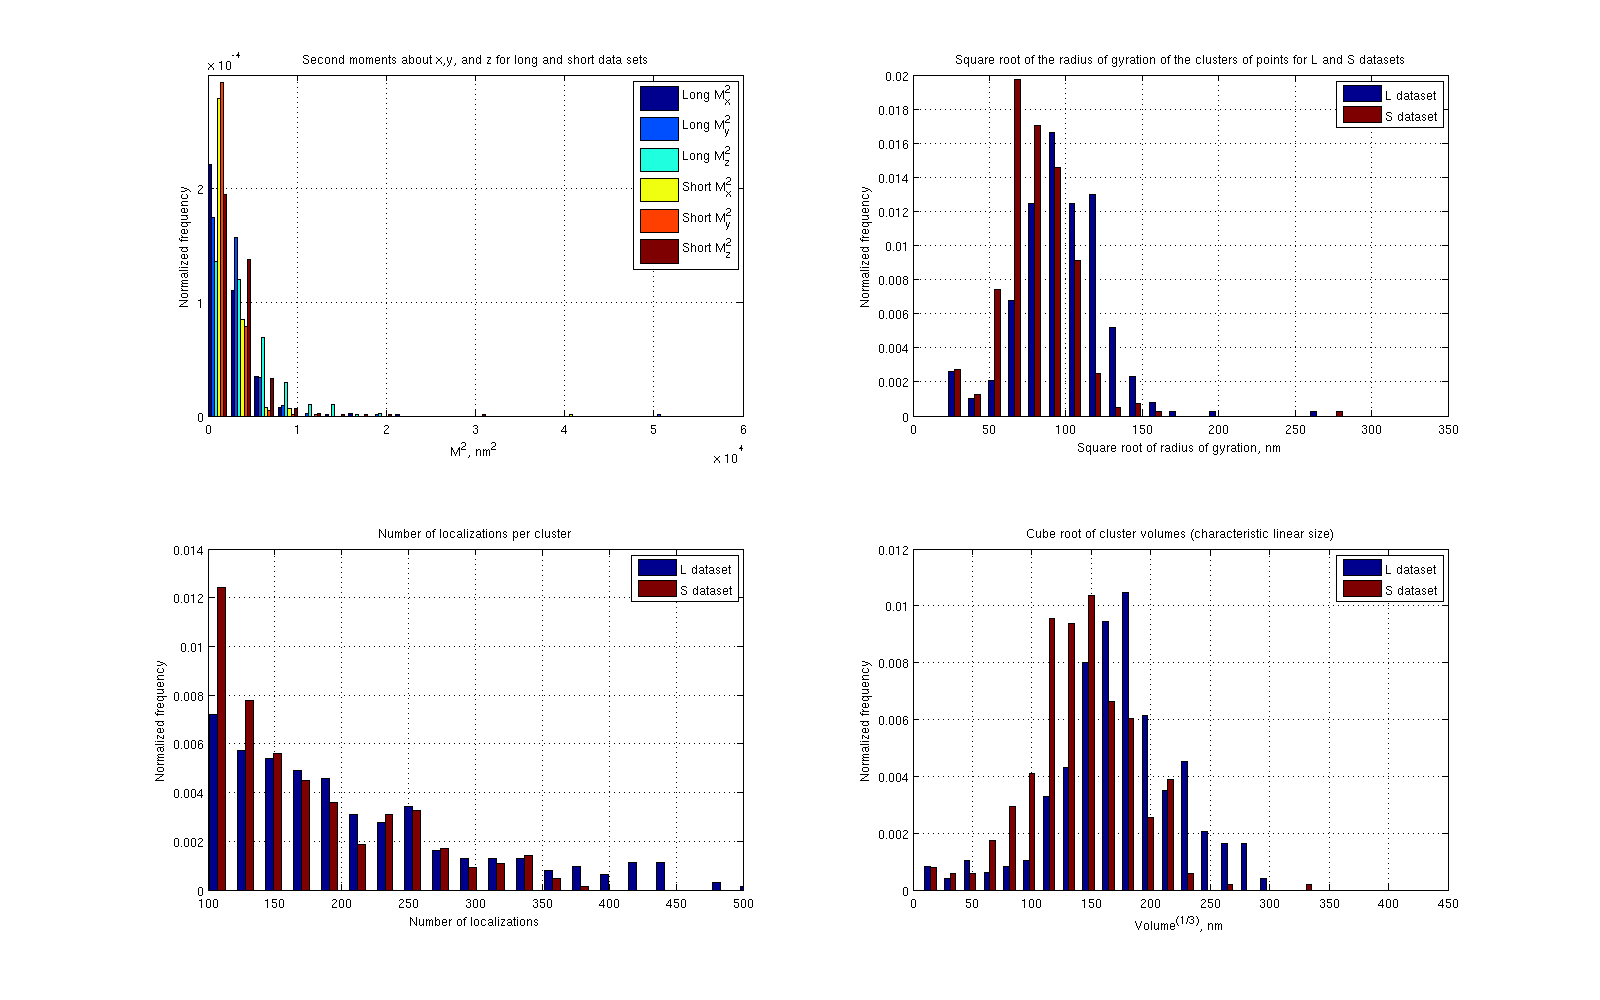 Second moments about x,y, and z for long and short data sets
x 10^-4
Normalized frequency
2
1
0
0 1 2 3 4 5 6
M^2, nm^2
x 10^4
Long M_x^2
Long M_y^2
Long M_z^2
Short M_x^2
Short M_y^2
Short M_z^2
Square root of the radius of gyration of the clusters of points for L and S datasets
Normalized frequency
0.02
0.018
0.016
0.014
0.012
0.01
0.008
0.006
0.004
0.002
0
0 50 100 150 200 250 300 350
Square root of radius of gyration, nm
L dataset
S dataset
Number of localizations per cluster
Normalized frequency
0.014
0.012
0.01
0.008
0.006
0.004
0.002
0
100 150 200 250 300 350 400 450 500
Number of localizations
L dataset
S dataset
Cube root of cluster volumes (characteristic linear size)
Normalized frequency
0.012
0.01
0.008
0.006
0.004
0.002
0
0 50 100 150 200 250 300 350 400 450
Volume^(1/3), nm
L dataset
S dataset